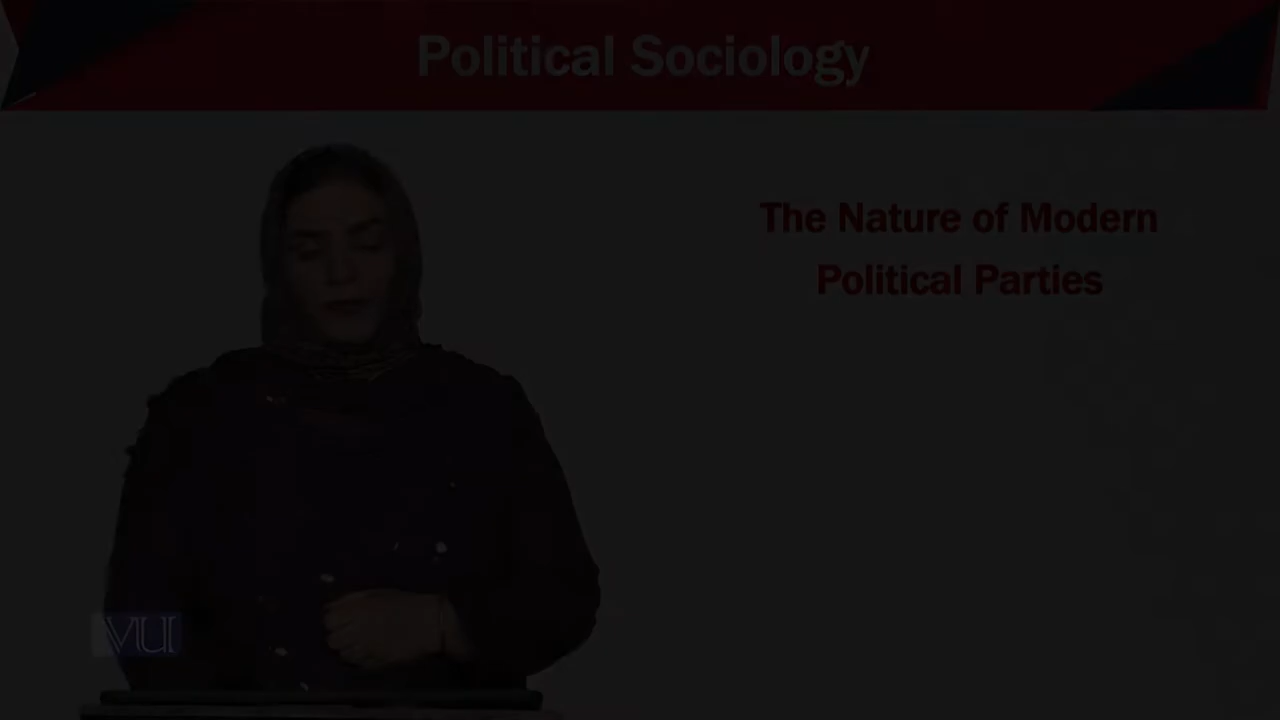 Political Sociology
The Nature of Modern
Political Parties
VU